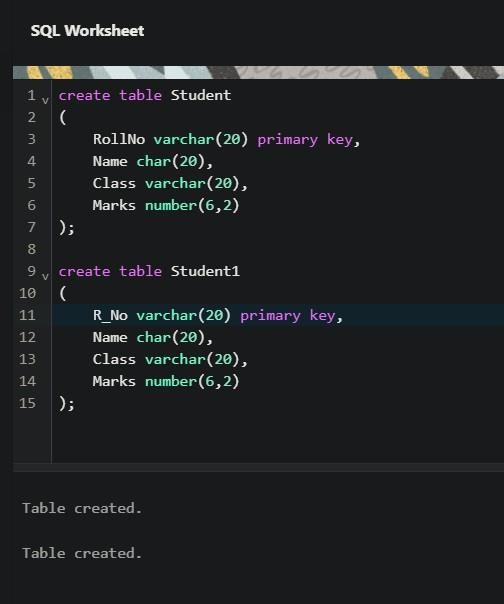 SQL Worksheet
1 v create table Student
2 (
3 RollNo varchar(20) primary key,
4 Name char(20),
5 Class varchar(20),
6 Marks number(6,2)
7 );
8
9 v create table Student1
10 (
11 R_No varchar(20) primary key,
12 Name char(20),
13 Class varchar(20),
14 Marks number(6,2)
15 );
Table created.
Table created.